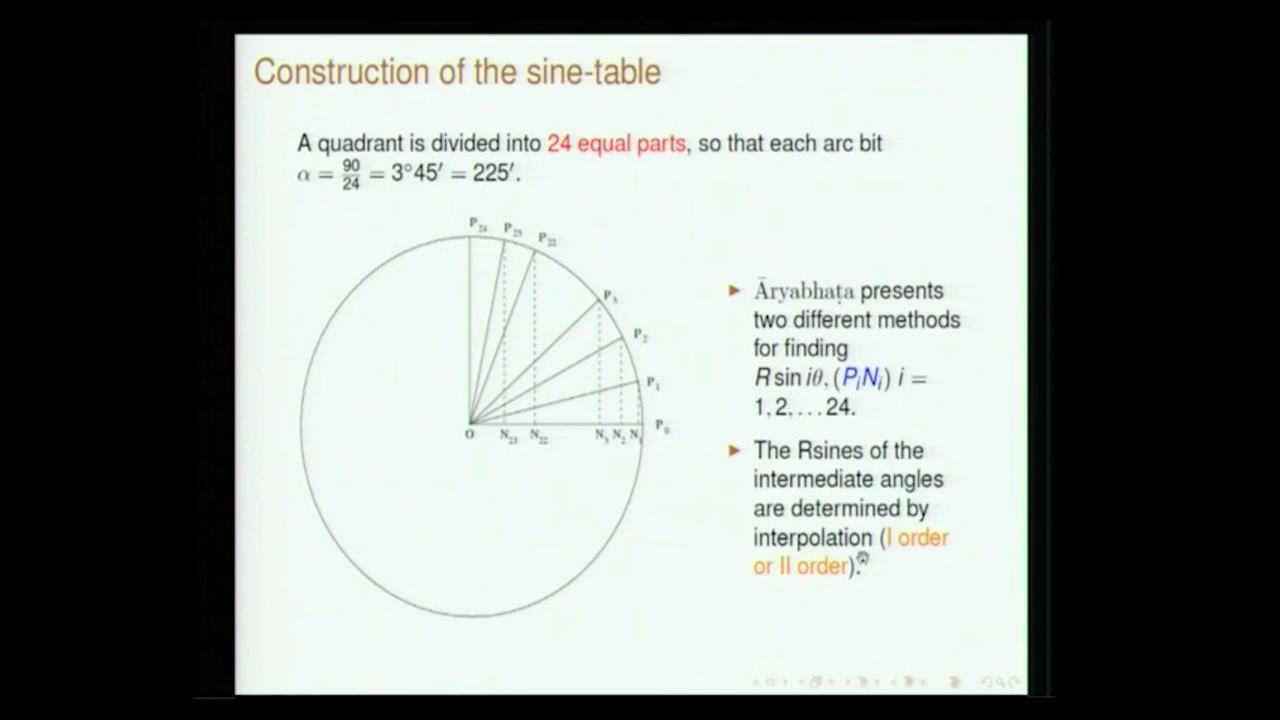 Construction of the sine-table
A quadrant is divided into 24 equal parts, so that each arc bit
α = 90/24 = 3°45′ = 225′.
P₂₄ P₂₃ P₂₂
P₃
P₂
P₁
P₀
O N₂₃ N₂₂ N₃ N₂ N₁
► Āryabhaṭa presents
two different methods
for finding
R sin iθ, (PᵢNᵢ) i =
1, 2, . . . 24.
► The Rsines of the
intermediate angles
are determined by
interpolation (I order
or II order).